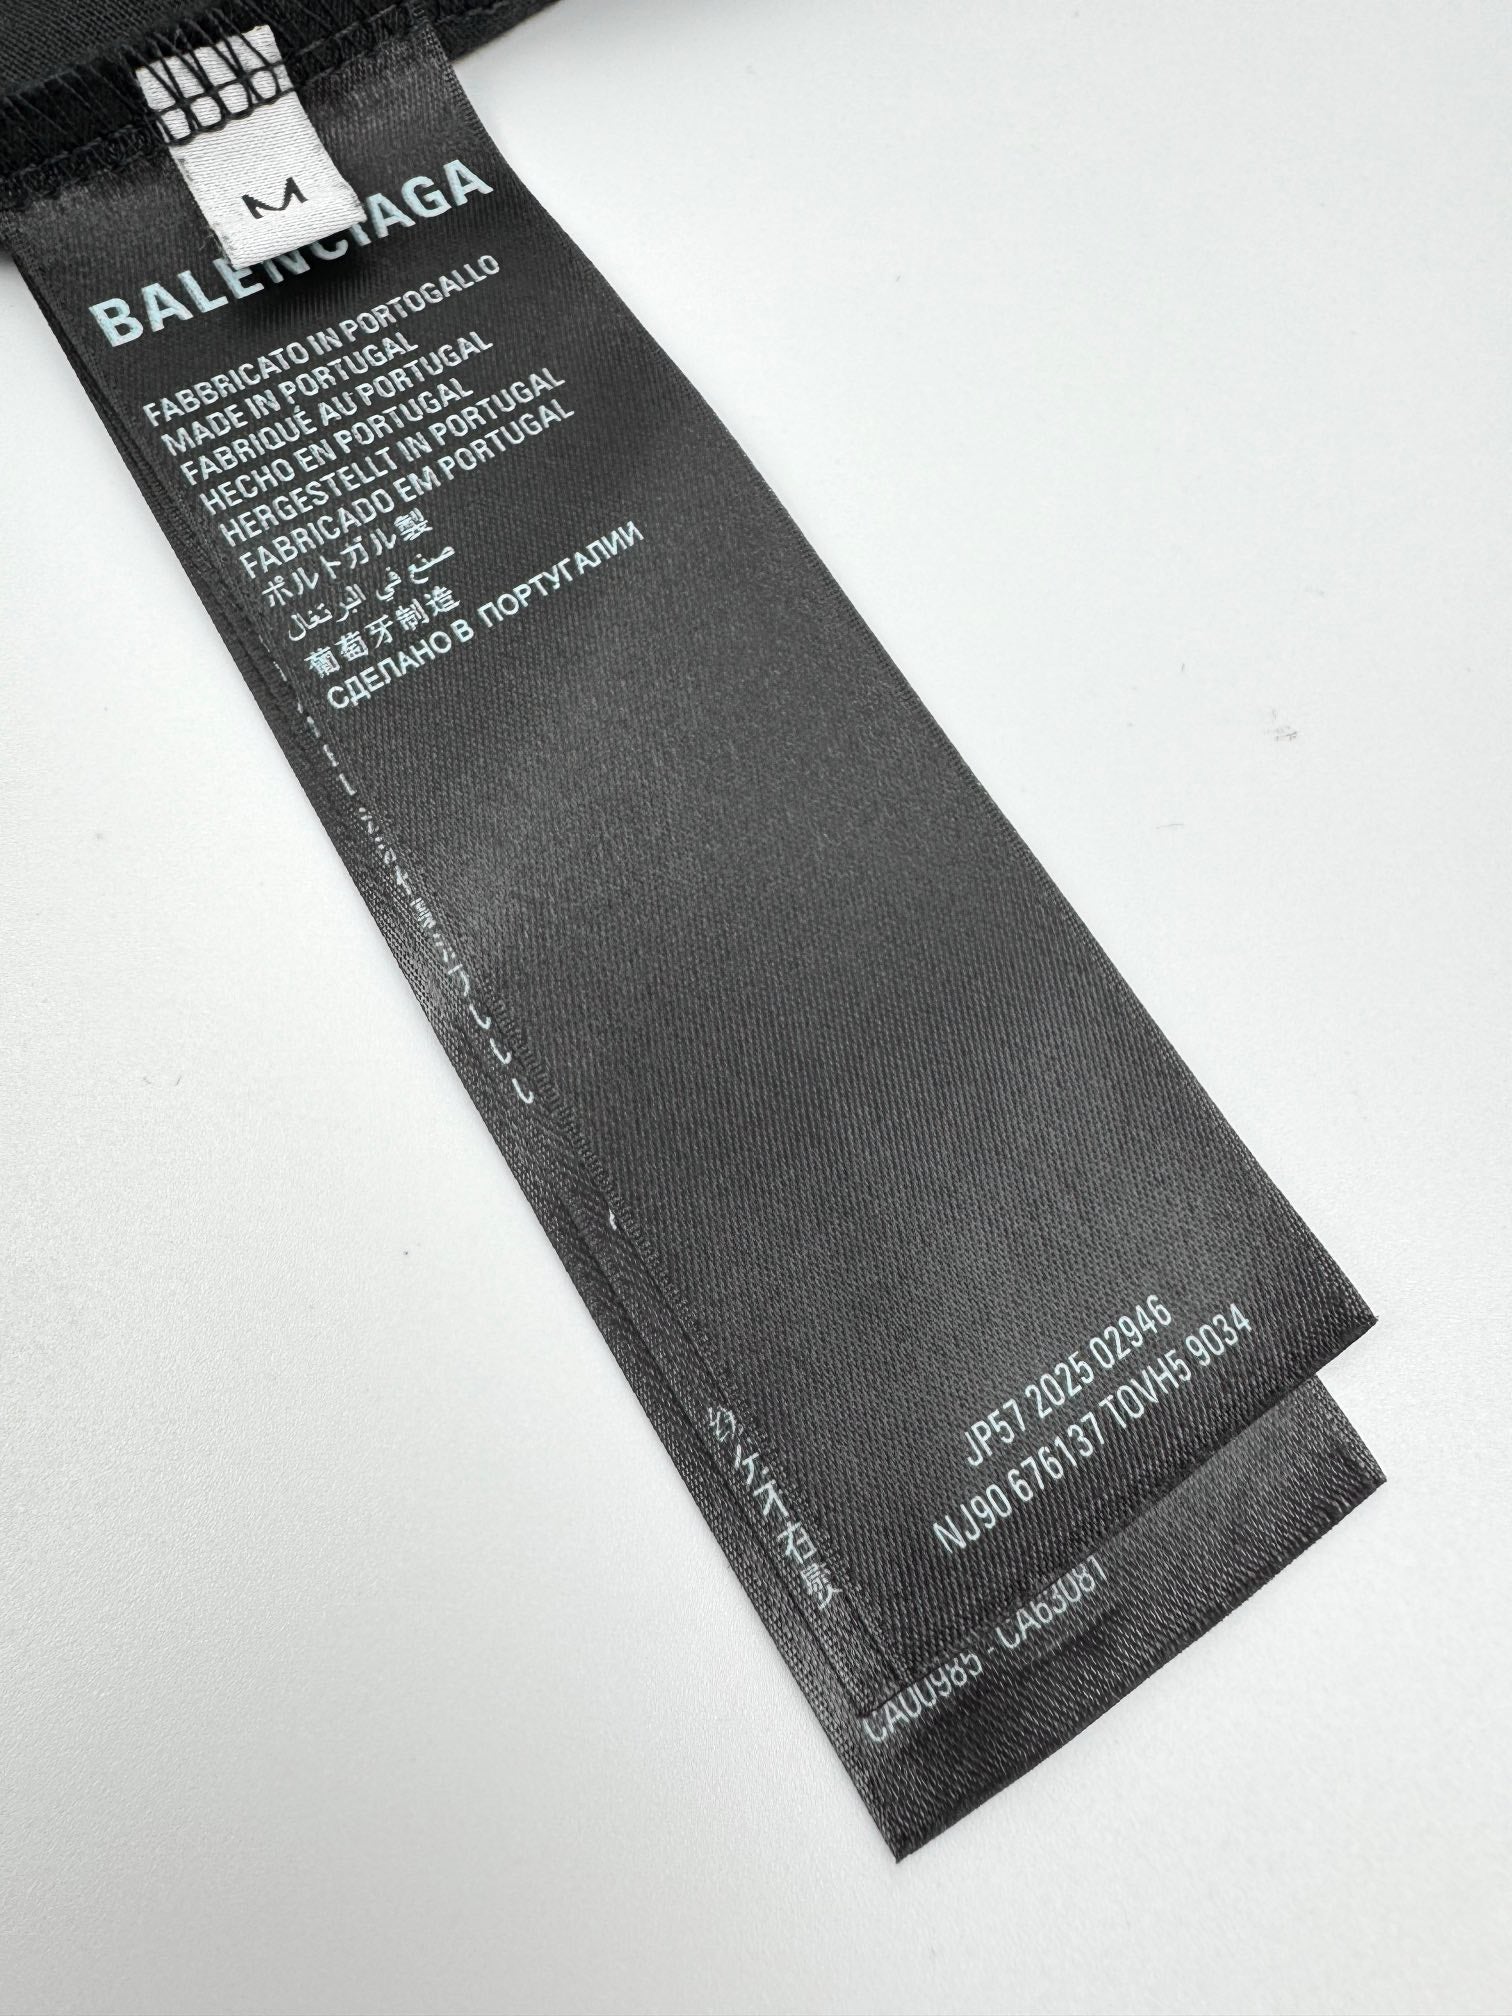 M
BALENCIAGA
FABBRICATO IN PORTOGALLO
MADE IN PORTUGAL
FABRIQUÉ AU PORTUGAL
HECHO EN PORTUGAL
HERGESTELLT IN PORTUGAL
FABRICADO EM PORTUGAL
ポルトガル製
صنع في البرتغال
葡萄牙制造
СДЕЛАНО В ПОРТУГАЛИИ
JP57 2025 02946
NJ90 676137 TOVH5 9034
CA00985 - CA63081